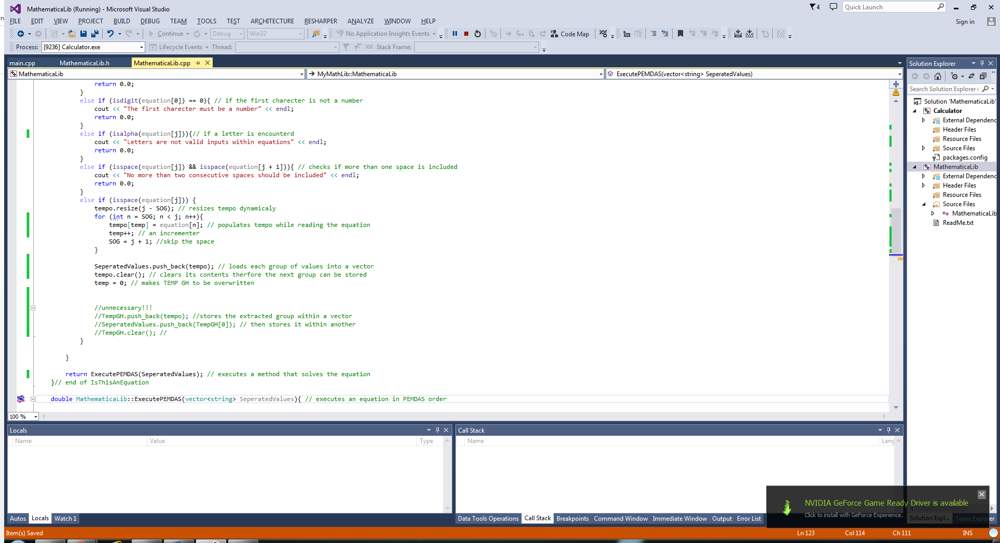 MathematicaLib (Running) - Microsoft Visual Studio
4
Quick Launch
FILE EDIT VIEW PROJECT BUILD DEBUG TEAM TOOLS TEST ARCHITECTURE RESHARPER ANALYZE WINDOW HELP
Sign in
Continue Debug Win32 No Application Insights Events Code Map
Process: [9236] Calculator.exe Lifecycle Events Thread: Stack Frame:
main.cpp MathematicaLib.h MathematicaLib.cpp
MathematicaLib MyMathLib::MathematicaLib ExecutePEMDAS(vector<string> SeperatedValues)
return 0.0;
}
else if (isdigit(equation[0]) == 0){ // if the first charecter is not a number
cout << "The first charecter must be a number" << endl;
return 0.0;
}
else if (isalpha(equation[j])){// if a letter is encounterd
cout << "Letters are not valid inputs within equations" << endl;
return 0.0;
}
else if (isspace(equation[j]) && isspace(equation[j + 1])){ // checks if more than one space is included
cout << "No more than two consecutive spaces should be included" << endl;
return 0.0;
}
else if (isspace(equation[j])) {
tempo.resize(j - SOG); // resizes tempo dynamicaly
for (int n = SOG; n < j; n++){
tempo[temp] = equation[n]; // populates tempo while reading the equation
temp++; // an incrementer
SOG = j + 1; //skip the space
}
SeperatedValues.push_back(tempo); // loads each group of values into a vector
tempo.clear(); // clears its contents therfore the next group can be stored
temp = 0; // makes TEMP GH to be overwritten
//unnecessary!!!
//TempGH.push_back(tempo); //stores the extracted group within a vector
//SeperatedValues.push_back(TempGH[0]); // then stores it within another
//TempGH.clear(); //
}
}
return ExecutePEMDAS(SeperatedValues); // executes a method that solves the equation
}// end of IsThisAnEquation
double MathematicaLib::ExecutePEMDAS(vector<string> SeperatedValues){ // executes an equation in PEMDAS order
100 %
Solution Explorer
Search Solution Explorer (
Solution 'MathematicaLib'
Calculator
External Dependenc
Header Files
Resource Files
Source Files
packages.config
MathematicaLib
External Dependenc
Header Files
Resource Files
Source Files
MathematicaLib
ReadMe.txt
Locals
Name Value Type
Autos Locals Watch 1
Call Stack
Name Lang
Data Tools Operations Call Stack Breakpoints Command Window Immediate Window Output Error List
NVIDIA GeForce Game Ready Driver is available
Click to install with GeForce Experience.
Solution Expl... Team Explorer
Item(s) Saved Ln 123 Col 114 Ch 111 INS